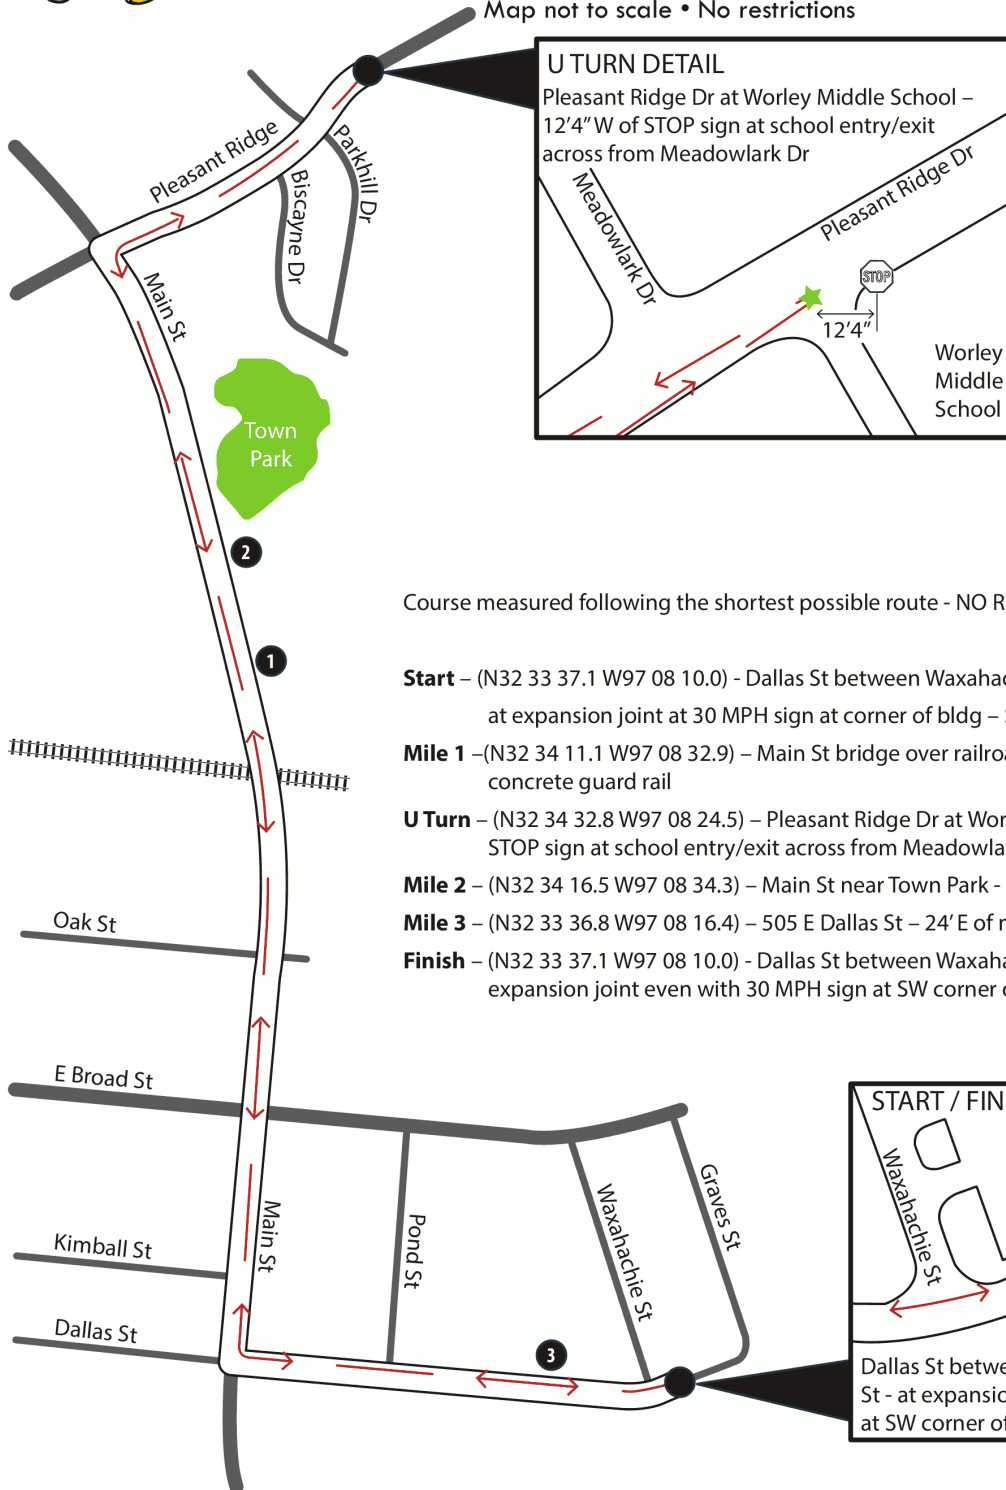 Map not to scale • No restrictions
U TURN DETAIL
Pleasant Ridge Dr at Worley Middle School –
12'4" W of STOP sign at school entry/exit
across from Meadowlark Dr
Meadowlark Dr
Pleasant Ridge Dr
STOP
12'4"
Worley
Middle
School
Pleasant Ridge
Parkhill Dr
Biscayne Dr
Main St
Town
Park
2
1
Course measured following the shortest possible route - NO R
Start – (N32 33 37.1 W97 08 10.0) - Dallas St between Waxahac
at expansion joint at 30 MPH sign at corner of bldg –
Mile 1 –(N32 34 11.1 W97 08 32.9) – Main St bridge over railroa
concrete guard rail
U Turn – (N32 34 32.8 W97 08 24.5) – Pleasant Ridge Dr at Wor
STOP sign at school entry/exit across from Meadowla
Mile 2 – (N32 34 16.5 W97 08 34.3) – Main St near Town Park -
Mile 3 – (N32 33 36.8 W97 08 16.4) – 505 E Dallas St – 24' E of
Finish – (N32 33 37.1 W97 08 10.0) - Dallas St between Waxaha
expansion joint even with 30 MPH sign at SW corner
Oak St
E Broad St
Kimball St
Dallas St
Main St
Pond St
Waxahachie St
Graves St
3
START / FIN
Waxahachie St
Dallas St betwe
St - at expansio
at SW corner of